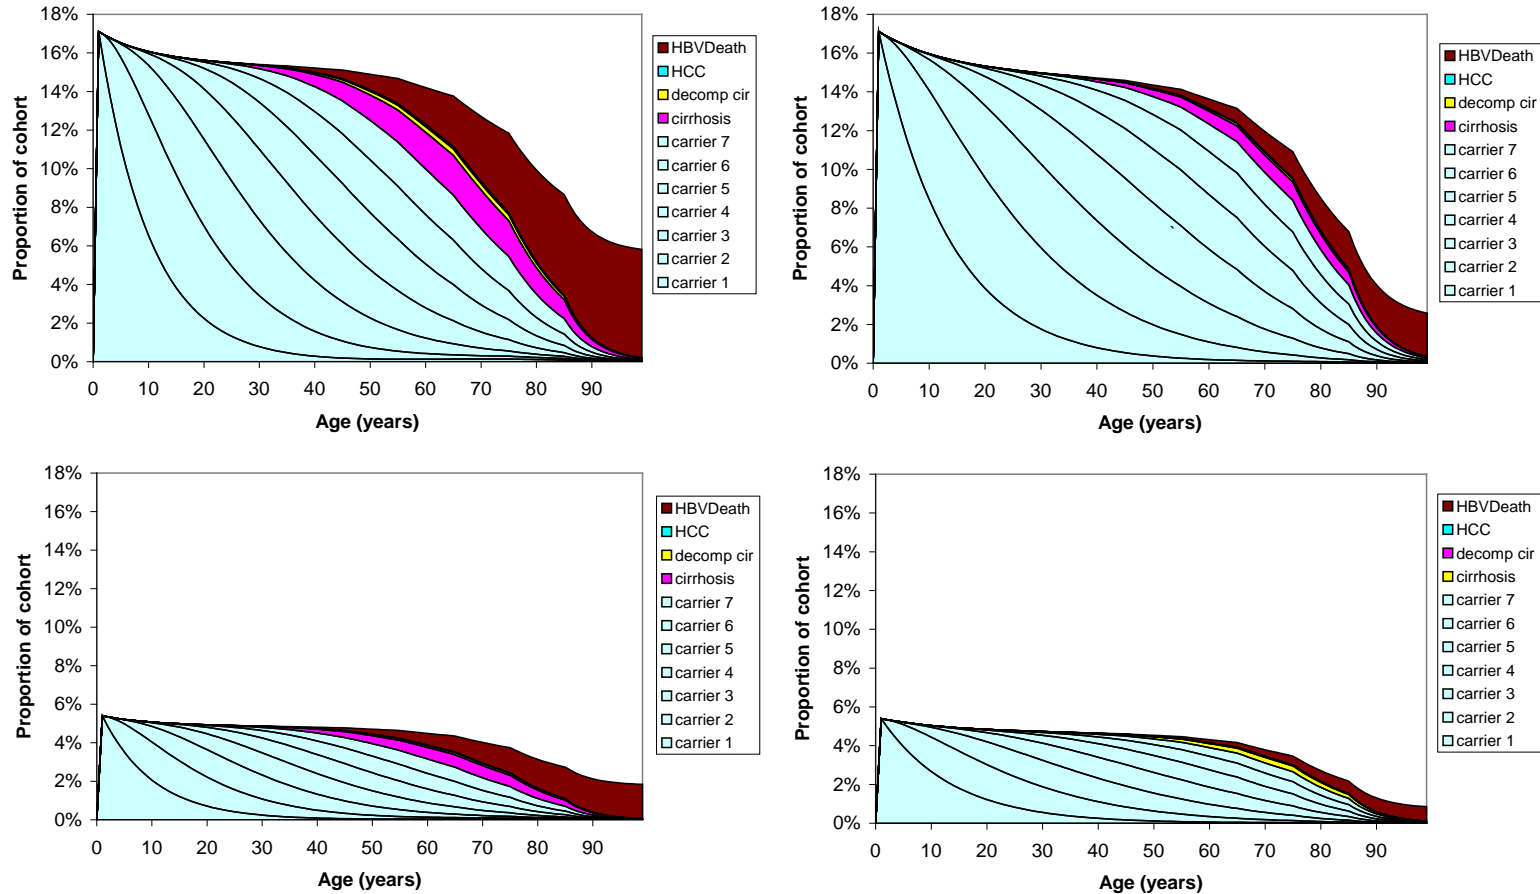 18%
16%
14%
12%
10%
8%
6%
4%
2%
0%
Proportion of cohort
0 10 20 30 40 50 60 70 80 90
Age (years)
HBVDeath
HCC
decomp cir
cirrhosis
carrier 7
carrier 6
carrier 5
carrier 4
carrier 3
carrier 2
carrier 1
18%
16%
14%
12%
10%
8%
6%
4%
2%
0%
Proportion of cohort
0 10 20 30 40 50 60 70 80 90
Age (years)
HBVDeath
HCC
decomp cir
cirrhosis
carrier 7
carrier 6
carrier 5
carrier 4
carrier 3
carrier 2
carrier 1
18%
16%
14%
12%
10%
8%
6%
4%
2%
0%
Proportion of cohort
0 10 20 30 40 50 60 70 80 90
Age (years)
HBVDeath
HCC
decomp cir
cirrhosis
carrier 7
carrier 6
carrier 5
carrier 4
carrier 3
carrier 2
carrier 1
18%
16%
14%
12%
10%
8%
6%
4%
2%
0%
Proportion of cohort
0 10 20 30 40 50 60 70 80 90
Age (years)
HBVDeath
HCC
decomp cir
cirrhosis
carrier 7
carrier 6
carrier 5
carrier 4
carrier 3
carrier 2
carrier 1